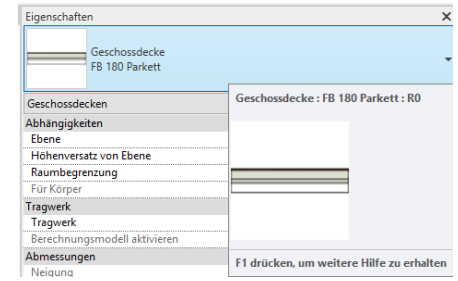 Eigenschaften
Geschossdecke
FB 180 Parkett
Geschossdecken
Abhängigkeiten
Ebene
Höhenversatz von Ebene
Raumbegrenzung
Für Körper
Tragwerk
Tragwerk
Berechnungsmodell aktivieren
Abmessungen
Neigung
Geschossdecke : FB 180 Parkett : R0
F1 drücken, um weitere Hilfe zu erhalten